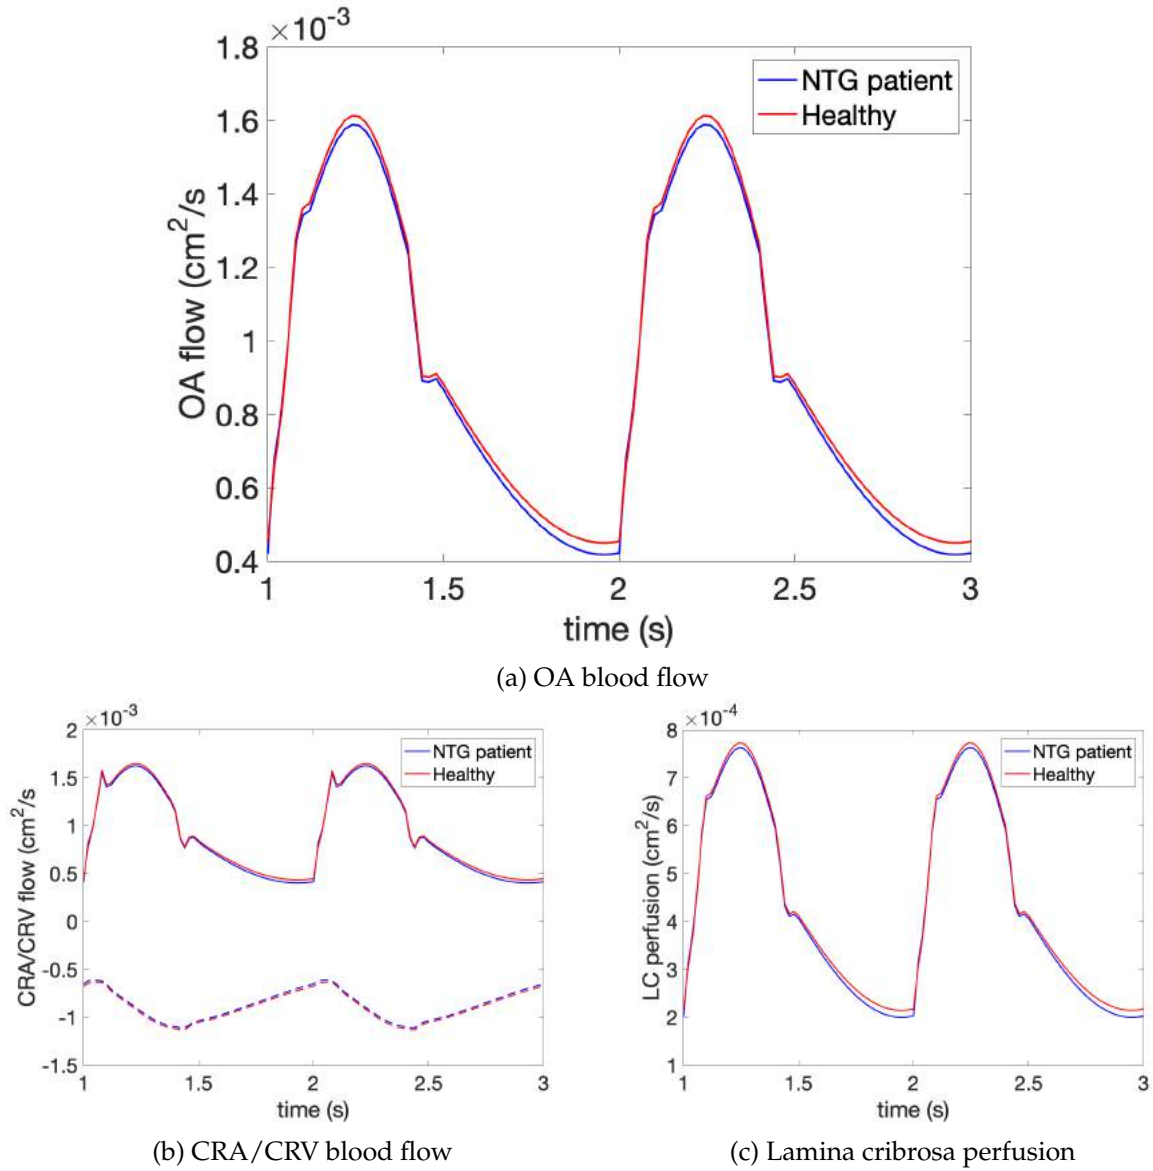 ×10⁻³
1.8
1.6
1.4
1.2
1
0.8
0.6
0.4
OA flow (cm²/s)
NTG patient
Healthy
1 1.5 2 2.5 3
time (s)
(a) OA blood flow
×10⁻³
2
1.5
1
0.5
0
-0.5
-1
-1.5
CRA/CRV flow (cm²/s)
NTG patient
Healthy
1 1.5 2 2.5 3
time (s)
(b) CRA/CRV blood flow
×10⁻⁴
8
7
6
5
4
3
2
1
LC perfusion (cm²/s)
NTG patient
Healthy
1 1.5 2 2.5 3
time (s)
(c) Lamina cribrosa perfusion